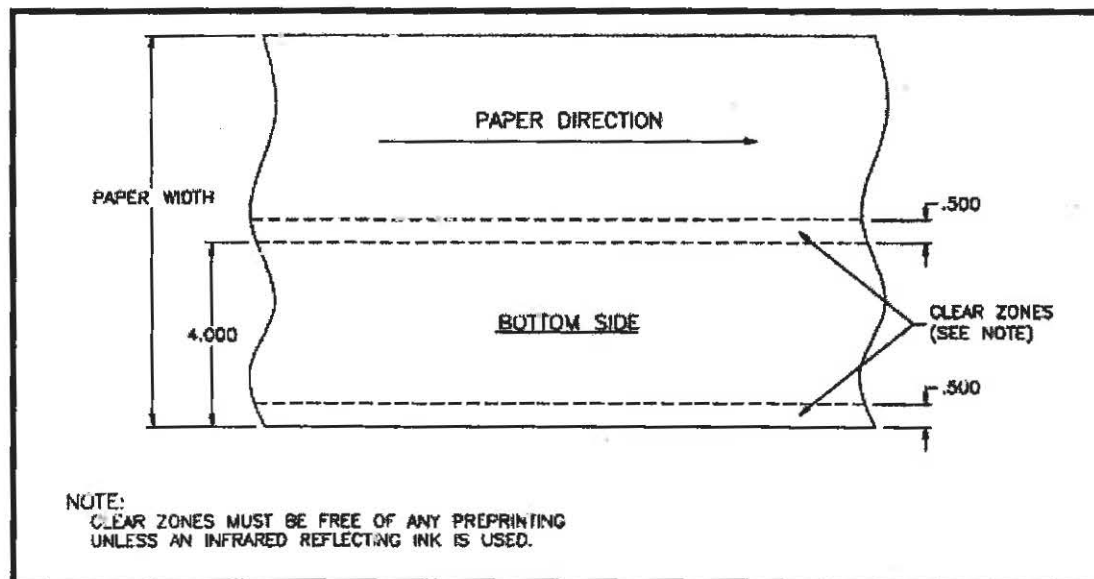 PAPER DIRECTION
PAPER WIDTH
.500
4.000
BOTTOM SIDE
CLEAR ZONES
(SEE NOTE)
.500
NOTE:
CLEAR ZONES MUST BE FREE OF ANY PREPRINTING
UNLESS AN INFRARED REFLECTING INK IS USED.